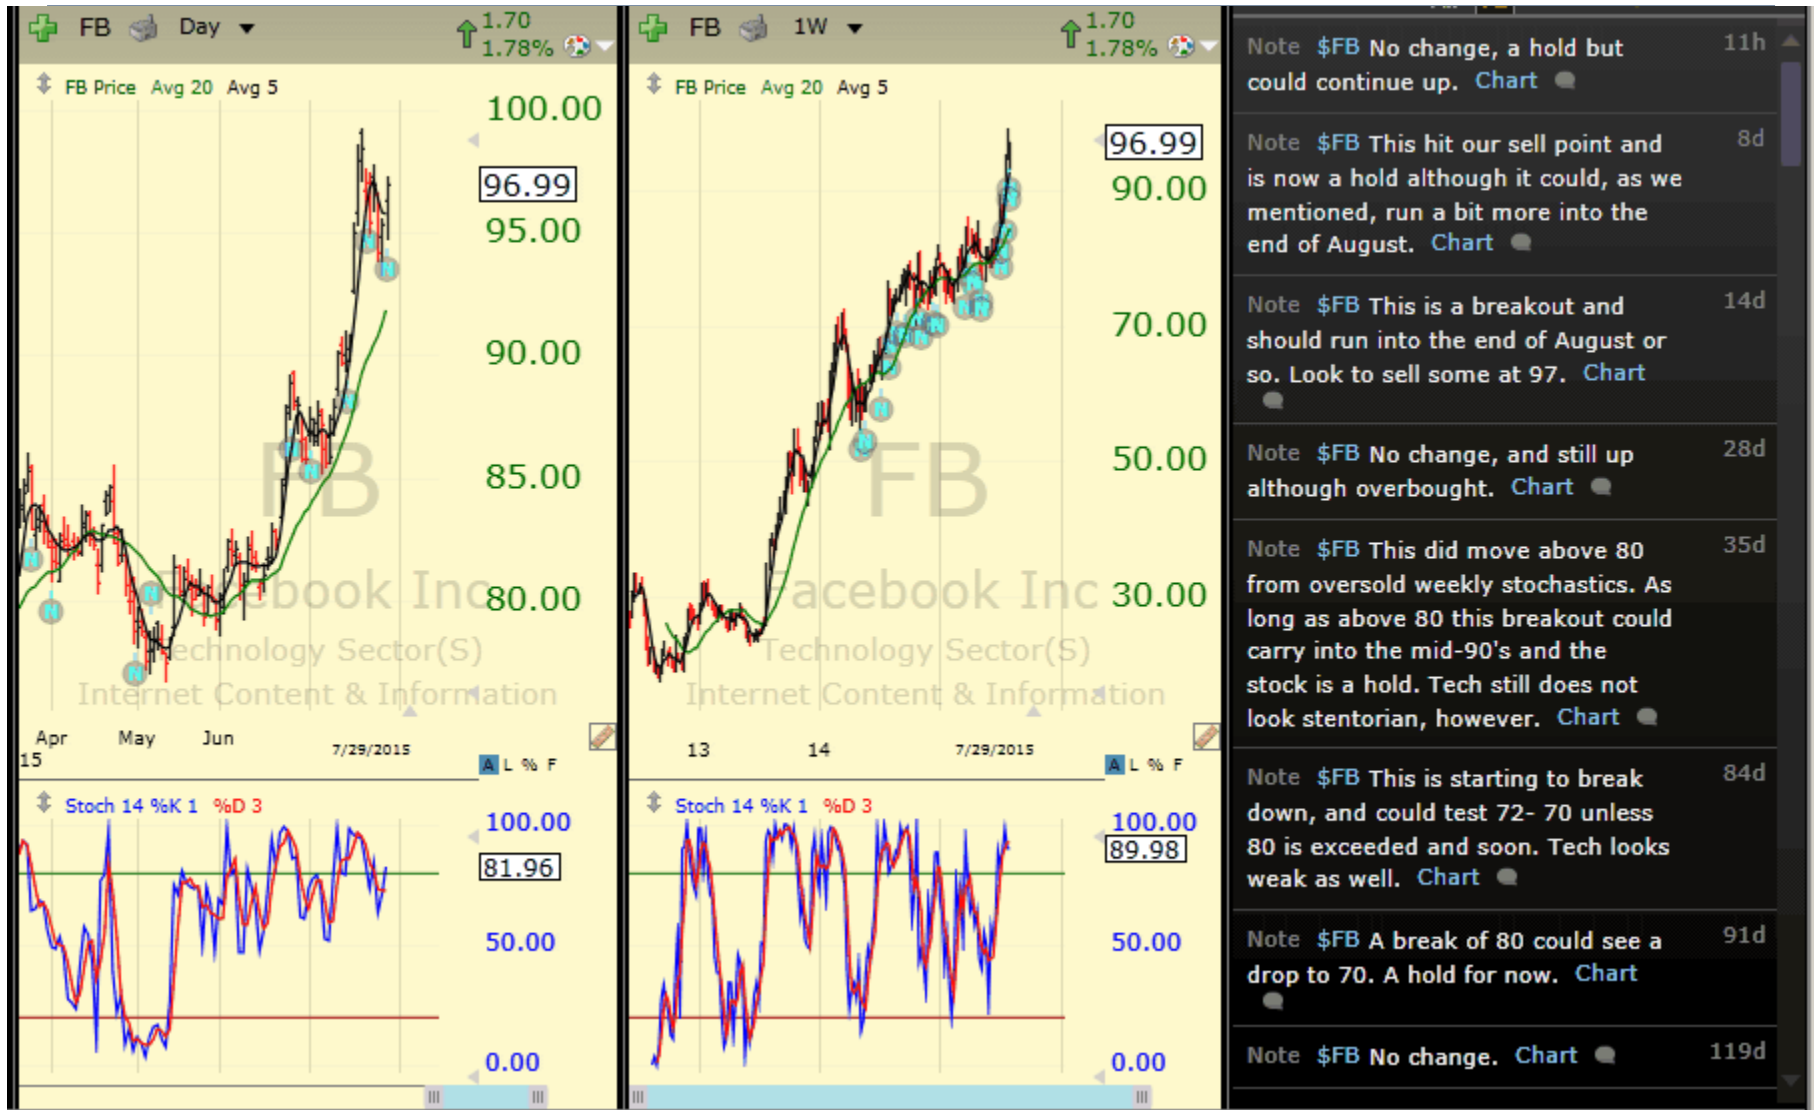 FB Day
1.70
1.78%
FB Price Avg 20 Avg 5
100.00
96.99
95.00
90.00
85.00
80.00
FB
Facebook Inc
Technology Sector(S)
Internet Content & Information
Apr May Jun 7/29/2015
15
A L % F
Stoch 14 %K 1 %D 3
100.00
81.96
50.00
0.00
FB 1W
1.70
1.78%
FB Price Avg 20 Avg 5
96.99
90.00
70.00
50.00
30.00
FB
Facebook Inc
Technology Sector(S)
Internet Content & Information
13 14 7/29/2015
A L % F
Stoch 14 %K 1 %D 3
100.00
89.98
50.00
0.00
Note $FB No change, a hold but 11h
could continue up. Chart
Note $FB This hit our sell point and 8d
is now a hold although it could, as we
mentioned, run a bit more into the
end of August. Chart
Note $FB This is a breakout and 14d
should run into the end of August or
so. Look to sell some at 97. Chart
Note $FB No change, and still up 28d
although overbought. Chart
Note $FB This did move above 80 35d
from oversold weekly stochastics. As
long as above 80 this breakout could
carry into the mid-90's and the
stock is a hold. Tech still does not
look stentorian, however. Chart
Note $FB This is starting to break 84d
down, and could test 72- 70 unless
80 is exceeded and soon. Tech looks
weak as well. Chart
Note $FB A break of 80 could see a 91d
drop to 70. A hold for now. Chart
Note $FB No change. Chart 119d